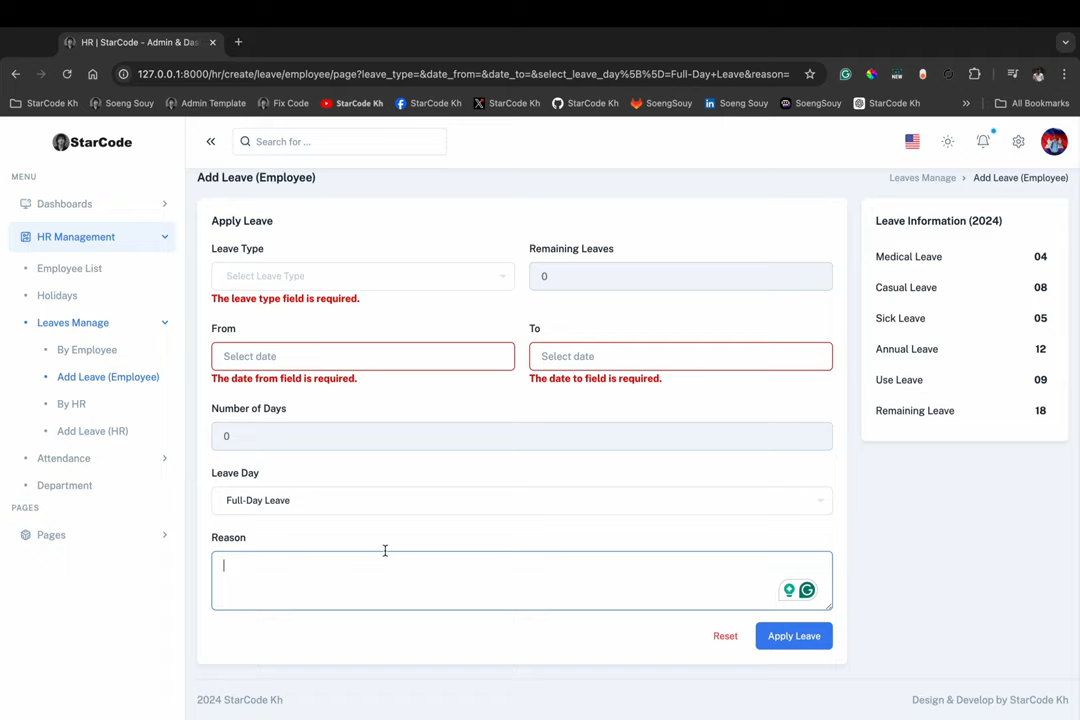 HR | StarCode - Admin & Das
127.0.0.1:8000/hr/create/leave/employee/page?leave_type=&date_from=&date_to=&select_leave_day%5B%5D=Full-Day+Leave&reason=
NEW
StarCode Kh
Soeng Souy
Admin Template
Fix Code
StarCode Kh
StarCode Kh
StarCode Kh
StarCode Kh
SoengSouy
Soeng Souy
SoengSouy
StarCode Kh
All Bookmarks
StarCode
Search for ...
MENU
Dashboards
HR Management
Employee List
Holidays
Leaves Manage
By Employee
Add Leave (Employee)
By HR
Add Leave (HR)
Attendance
Department
PAGES
Pages
Add Leave (Employee)
Leaves Manage > Add Leave (Employee)
Apply Leave
Leave Type
Remaining Leaves
Select Leave Type
0
The leave type field is required.
From
To
Select date
Select date
The date from field is required.
The date to field is required.
Number of Days
0
Leave Day
Full-Day Leave
Reason
Reset
Apply Leave
Leave Information (2024)
Medical Leave 04
Casual Leave 08
Sick Leave 05
Annual Leave 12
Use Leave 09
Remaining Leave 18
2024 StarCode Kh
Design & Develop by StarCode Kh